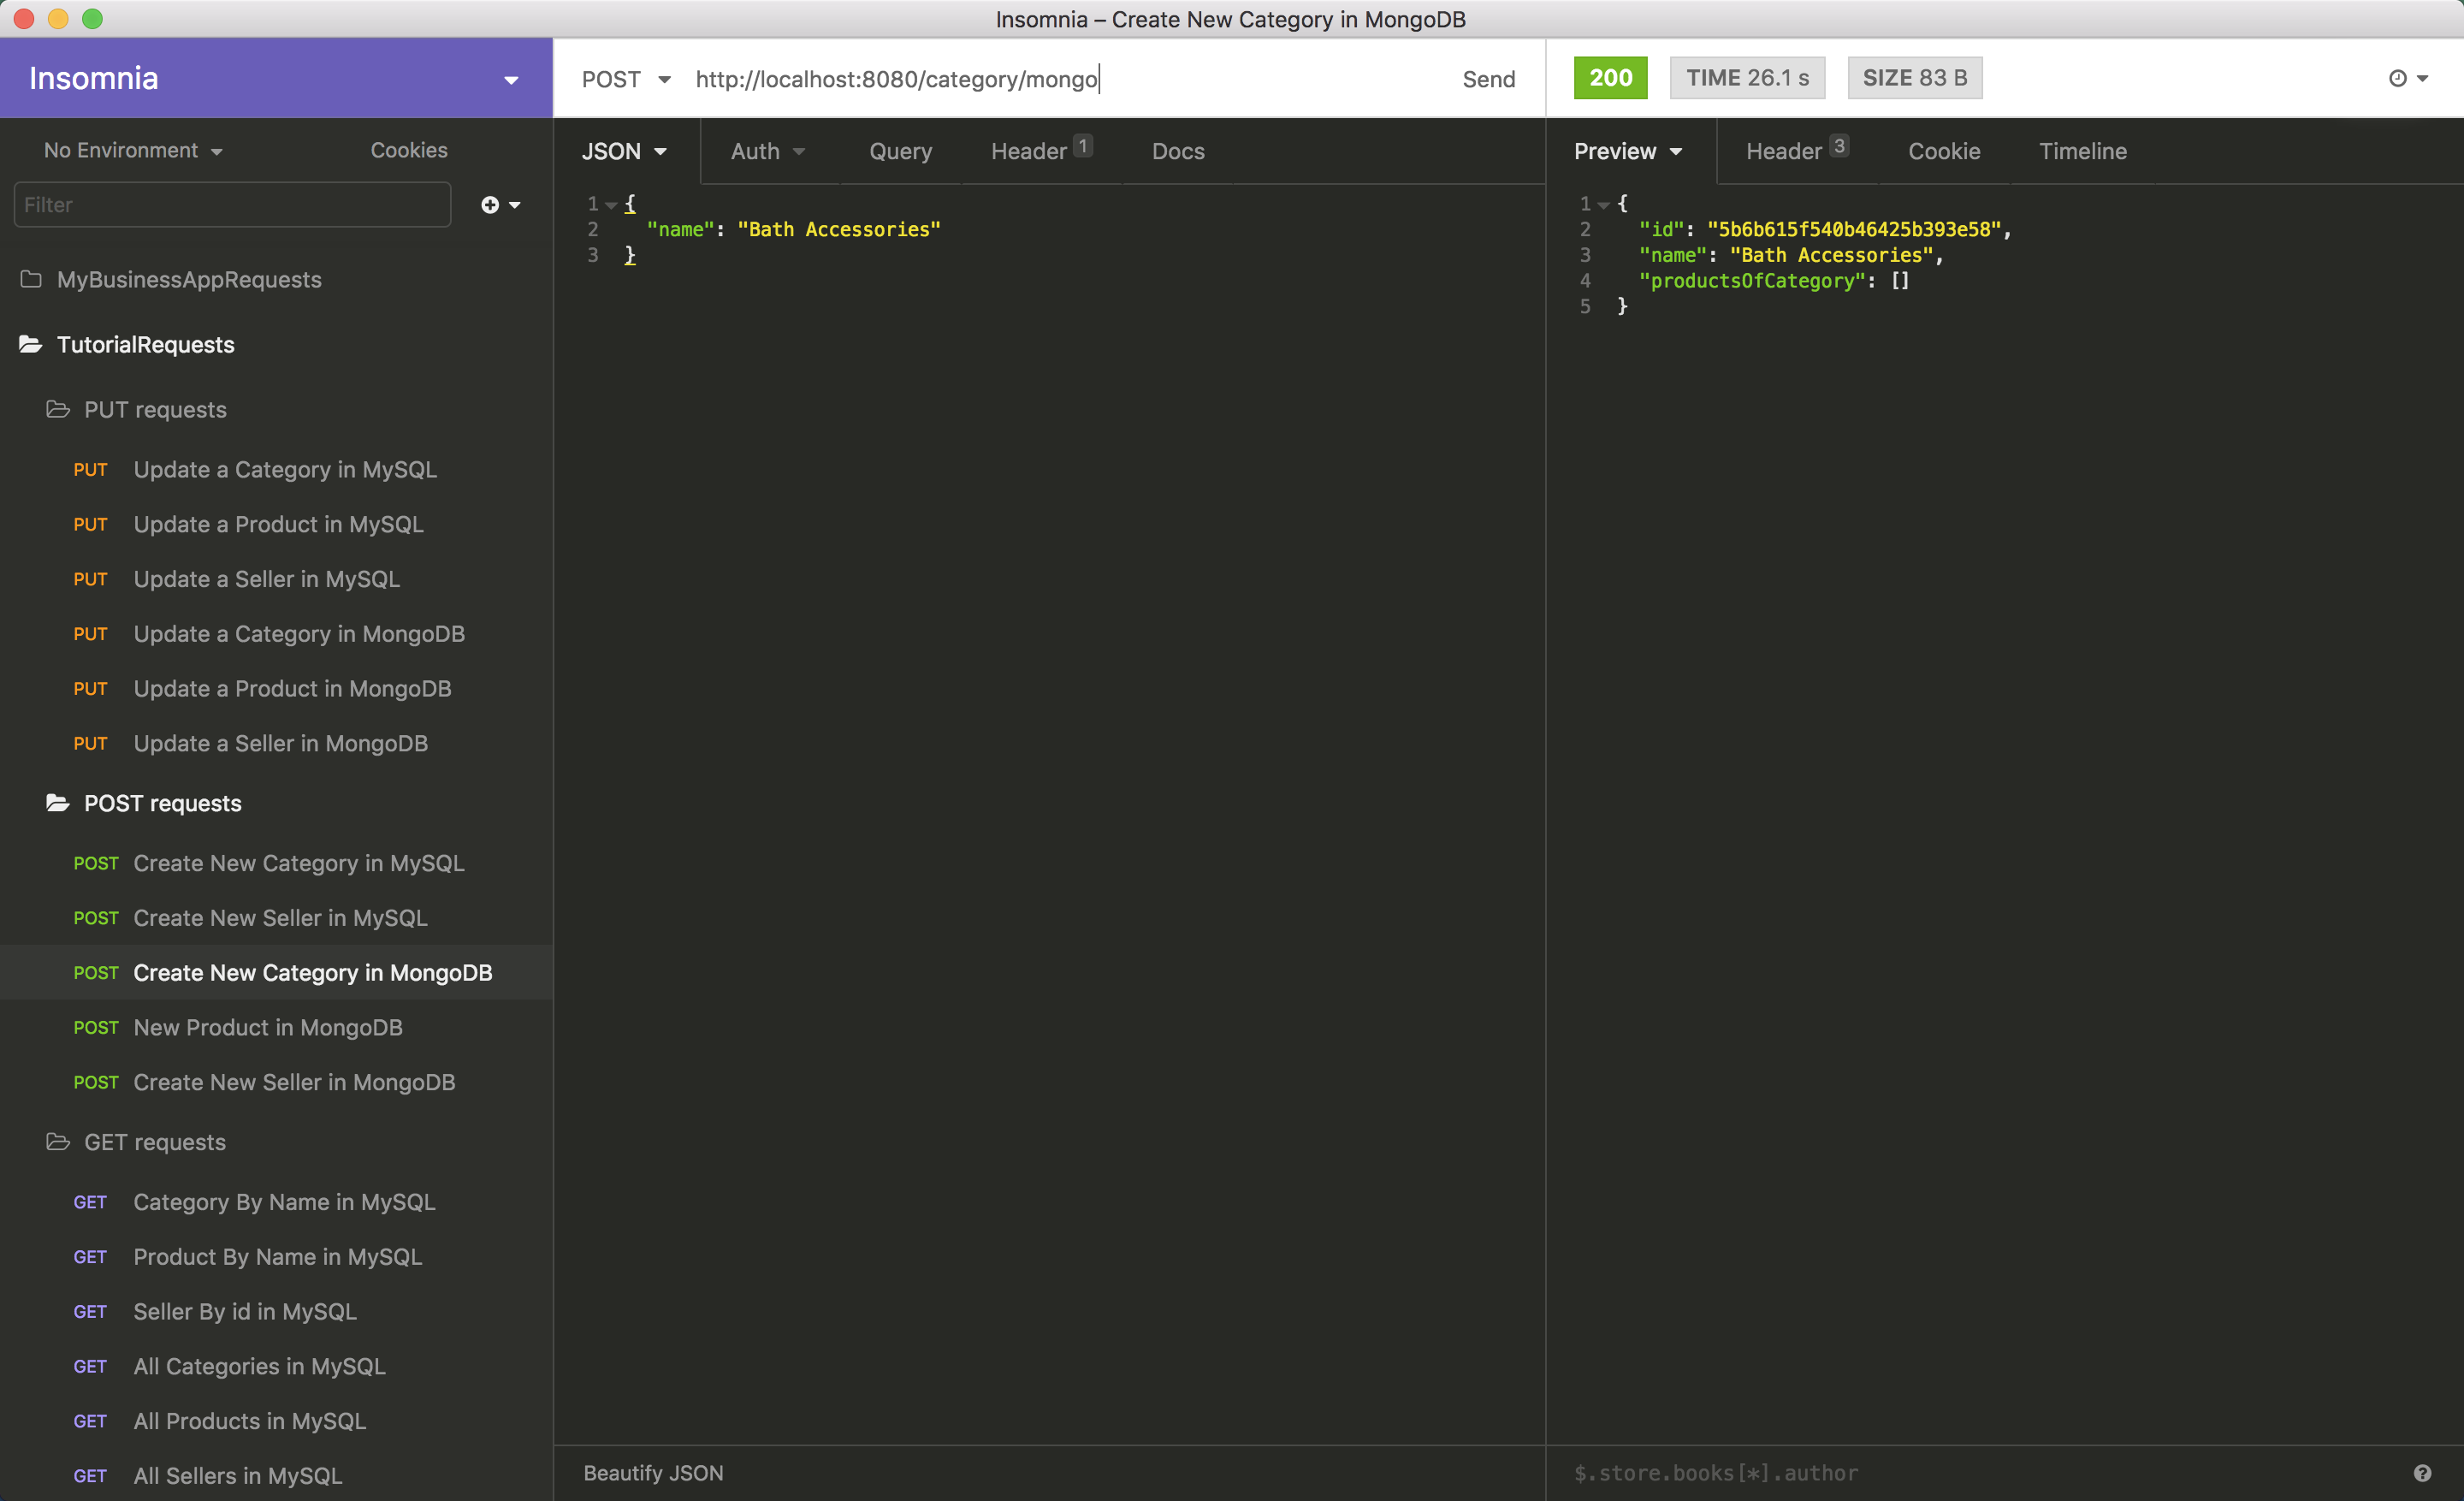 Insomnia – Create New Category in MongoDB
Insomnia
POST
http://localhost:8080/category/mongo
Send
200
TIME 26.1 s
SIZE 83 B
No Environment
Cookies
Filter
MyBusinessAppRequests
TutorialRequests
PUT requests
PUT Update a Category in MySQL
PUT Update a Product in MySQL
PUT Update a Seller in MySQL
PUT Update a Category in MongoDB
PUT Update a Product in MongoDB
PUT Update a Seller in MongoDB
POST requests
POST Create New Category in MySQL
POST Create New Seller in MySQL
POST Create New Category in MongoDB
POST New Product in MongoDB
POST Create New Seller in MongoDB
GET requests
GET Category By Name in MySQL
GET Product By Name in MySQL
GET Seller By id in MySQL
GET All Categories in MySQL
GET All Products in MySQL
GET All Sellers in MySQL
JSON
Auth
Query
Header 1
Docs
1 {
2 "name": "Bath Accessories"
3 }
Beautify JSON
Preview
Header 3
Cookie
Timeline
1 {
2 "id": "5b6b615f540b46425b393e58",
3 "name": "Bath Accessories",
4 "productsOfCategory": []
5 }
$.store.books[*].author